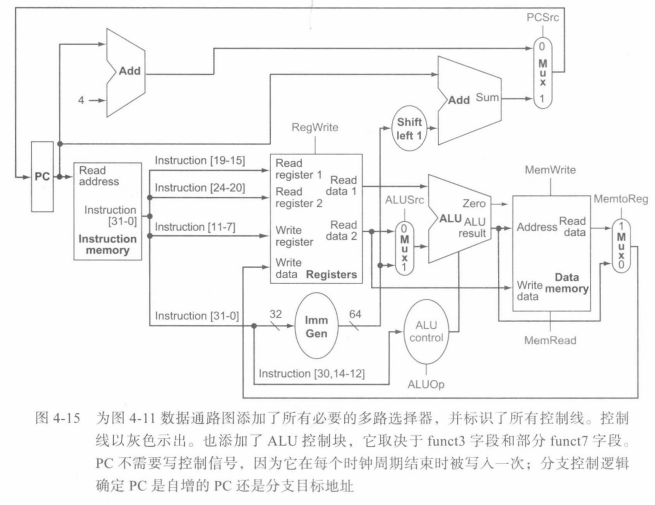 PCSrc
0
M
u
x
1
Add
4
Add Sum
Shift
left 1
RegWrite
PC
Read
address
Instruction
[31-0]
Instruction
memory
Instruction [19-15]
Instruction [24-20]
Instruction [11-7]
Instruction [31-0]
Instruction [30,14-12]
Read
register 1
Read
register 2
Write
register
Write
data
Read
data 1
Read
data 2
Registers
32
Imm
Gen
64
ALUSrc
0
M
u
x
1
ALU
Zero
ALU
result
ALU
control
ALUOp
MemWrite
Address
Read
data
Write
data
Data
memory
MemRead
MemtoReg
1
M
u
x
0
图 4-15 为图 4-11 数据通路图添加了所有必要的多路选择器，并标识了所有控制线。控制
线以灰色示出。也添加了 ALU 控制块，它取决于 funct3 字段和部分 funct7 字段。
PC 不需要写控制信号，因为它在每个时钟周期结束时被写入一次；分支控制逻辑
确定 PC 是自增的 PC 还是分支目标地址